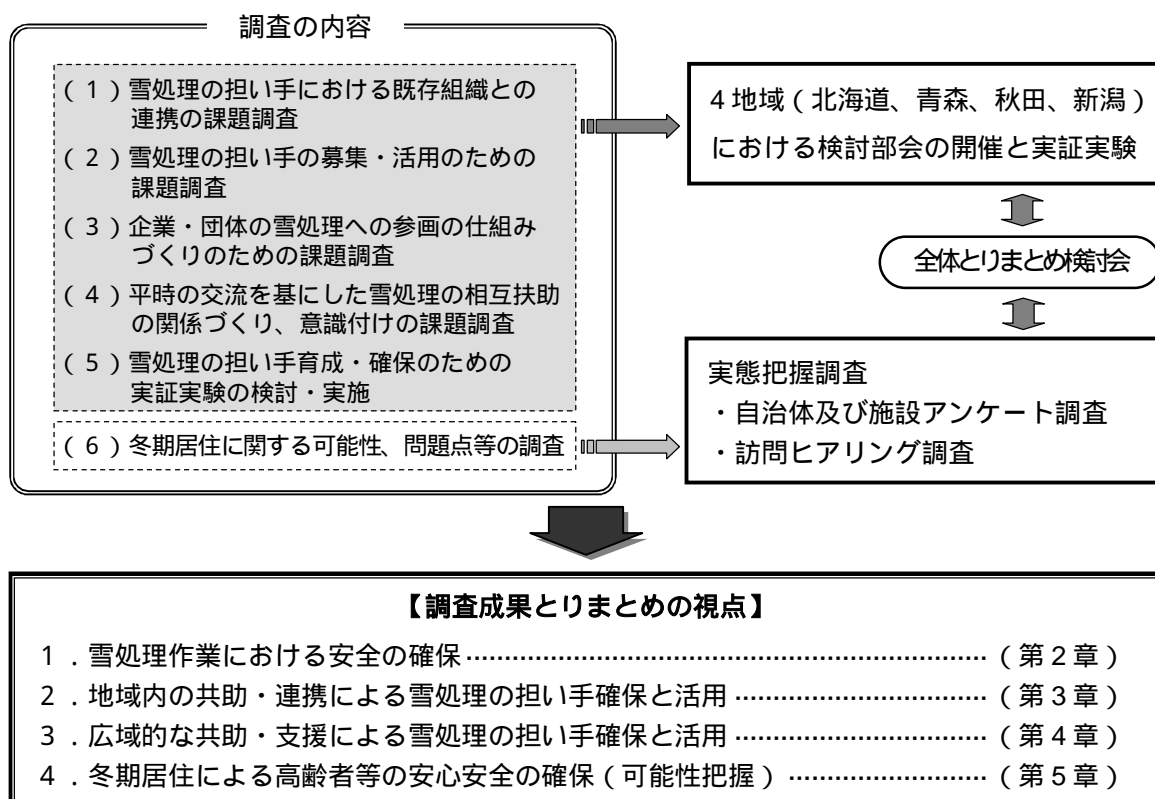 調査の内容
（１）雪処理の担い手における既存組織との
連携の課題調査
（２）雪処理の担い手の募集・活用のための
課題調査
（３）企業・団体の雪処理への参画の仕組み
づくりのための課題調査
（４）平時の交流を基にした雪処理の相互扶助
の関係づくり、意識付けの課題調査
（５）雪処理の担い手育成・確保のための
実証実験の検討・実施
（６）冬期居住に関する可能性、問題点等の調査
４地域（北海道、青森、秋田、新潟）
における検討部会の開催と実証実験
全体とりまとめ検討会
実態把握調査
・自治体及び施設アンケート調査
・訪問ヒアリング調査
【調査成果とりまとめの視点】
１．雪処理作業における安全の確保 ……………………………………………………（第２章）
２．地域内の共助・連携による雪処理の担い手確保と活用 …………………………（第３章）
３．広域的な共助・支援による雪処理の担い手確保と活用 …………………………（第４章）
４．冬期居住による高齢者等の安心安全の確保（可能性把握） ……………………（第５章）